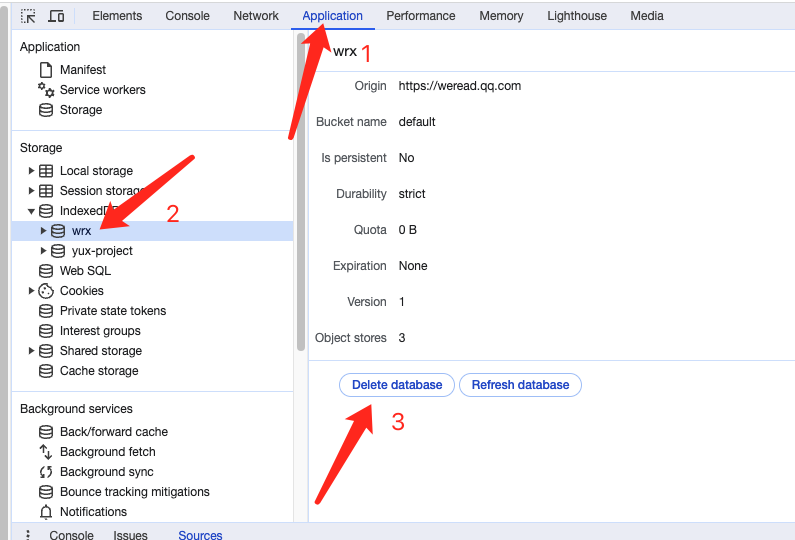 Elements Console Network Application Performance Memory Lighthouse Media
Application
Manifest
Service workers
Storage
Storage
Local storage
Session storage
IndexedDB
wrx
yux-project
Web SQL
Cookies
Private state tokens
Interest groups
Shared storage
Cache storage
Background services
Back/forward cache
Background fetch
Background sync
Bounce tracking mitigations
Notifications
wrx 1
Origin https://weread.qq.com
Bucket name default
Is persistent No
Durability strict
Quota 0 B
Expiration None
Version 1
Object stores 3
Delete database Refresh database
2
3
Console Issues Sources